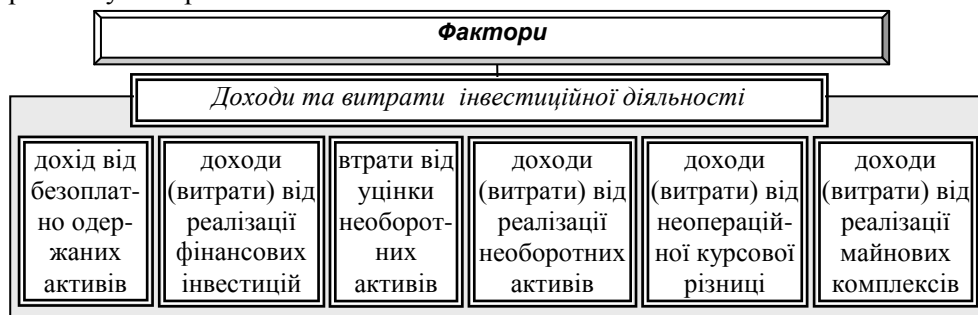 Фактори
Доходи та витрати інвестиційної діяльності
дохід від
безоплат-
но одер-
жаних
активів
доходи
(витрати) від
реалізації
фінансових
інвестицій
втрати від
уцінки
необорот-
них
активів
доходи
(витрати) від
реалізації
необоротних
активів
доходи
(витрати) від
неоперацій-
ної курсової
різниці
доходи
(витрати) від
реалізації
майнових
комплексів